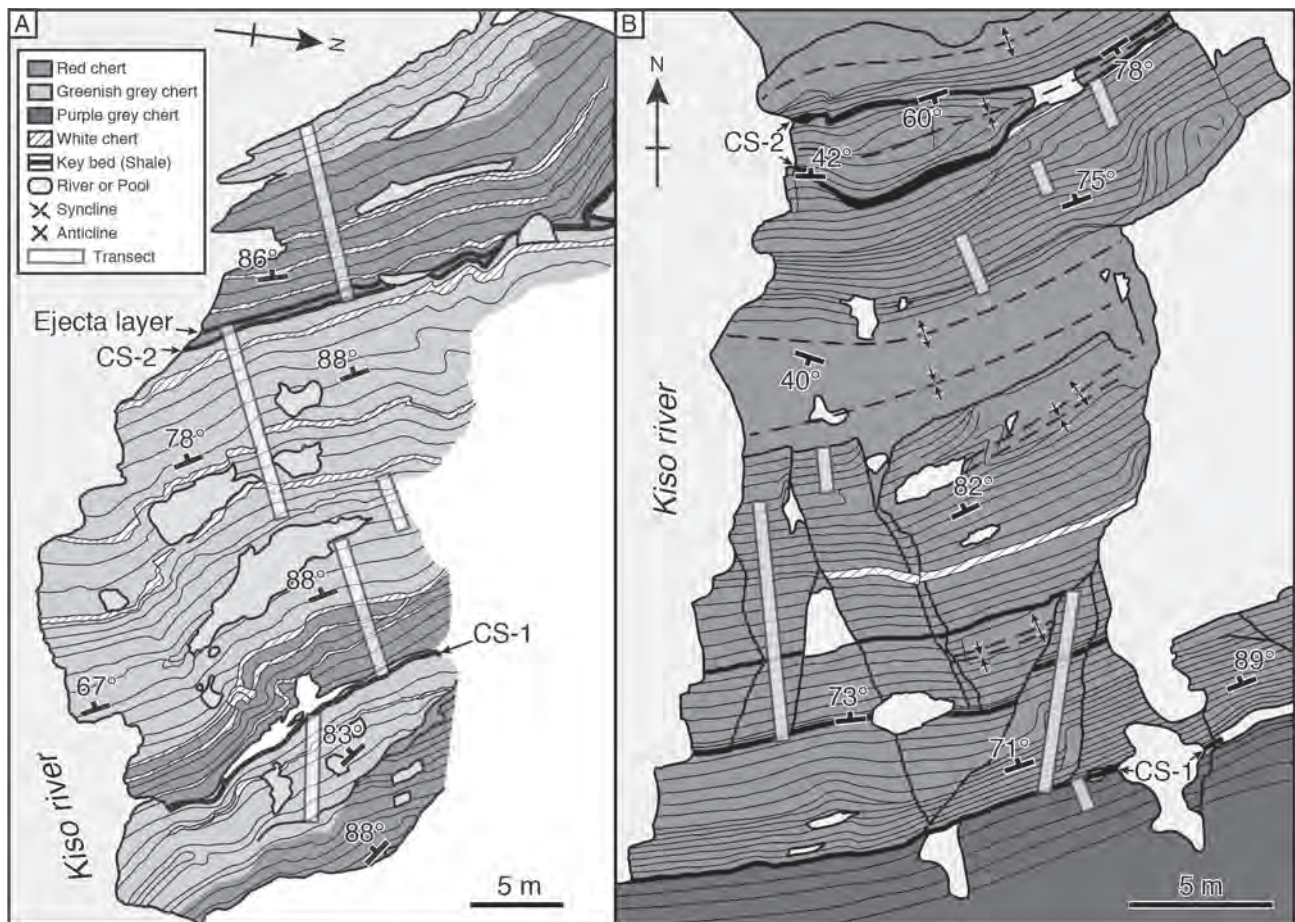 A
N
Red chert
Greenish grey chert
Purple grey chert
White chert
Key bed (Shale)
River or Pool
Syncline
Anticline
Transect
86°
Ejecta layer
CS-2
88°
78°
88°
CS-1
67°
83°
88°
Kiso river
5 m
B
N
78°
60°
CS-2
42°
75°
40°
Kiso river
82°
89°
73°
71°
CS-1
5 m